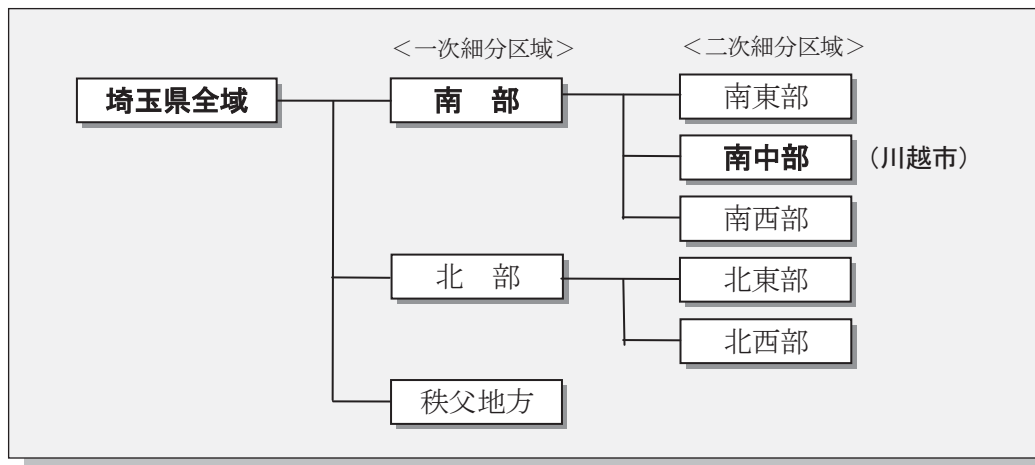 ＜一次細分区域＞ ＜二次細分区域＞
埼玉県全域 南　部 南東部
南中部 （川越市）
南西部
北　部 北東部
北西部
秩父地方